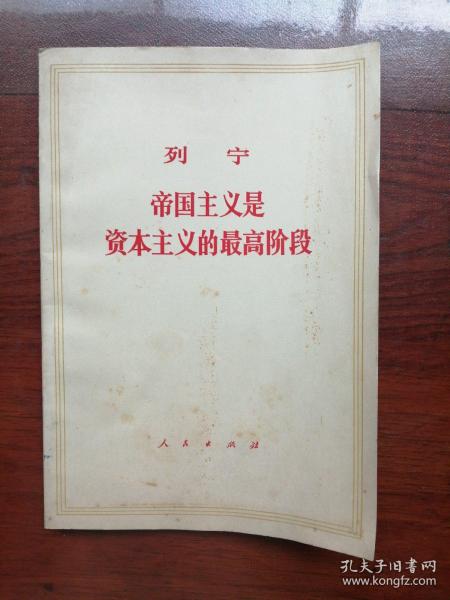 列 宁
帝国主义是
资本主义的最高阶段
人民出版社
孔夫子旧书网
www.kongfz.com